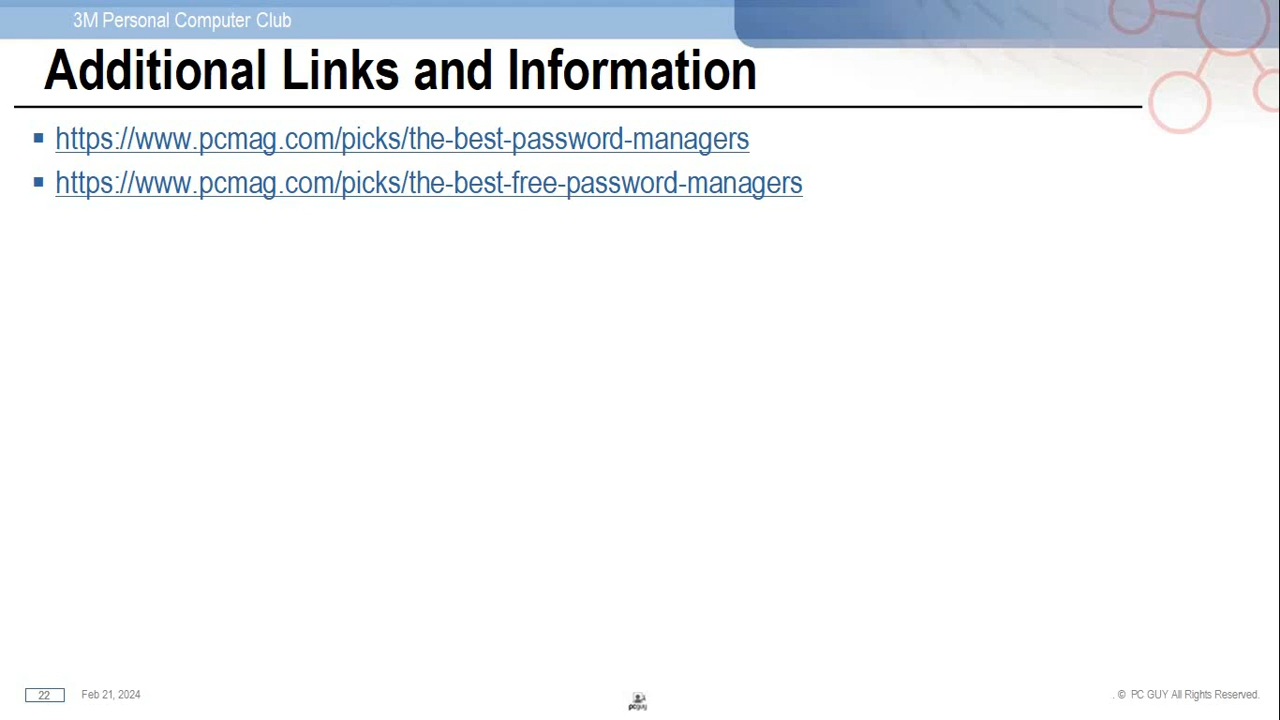 3M Personal Computer Club
Additional Links and Information
https://www.pcmag.com/picks/the-best-password-managers
https://www.pcmag.com/picks/the-best-free-password-managers
22
Feb 21, 2024
pcguy
. © PC GUY All Rights Reserved.